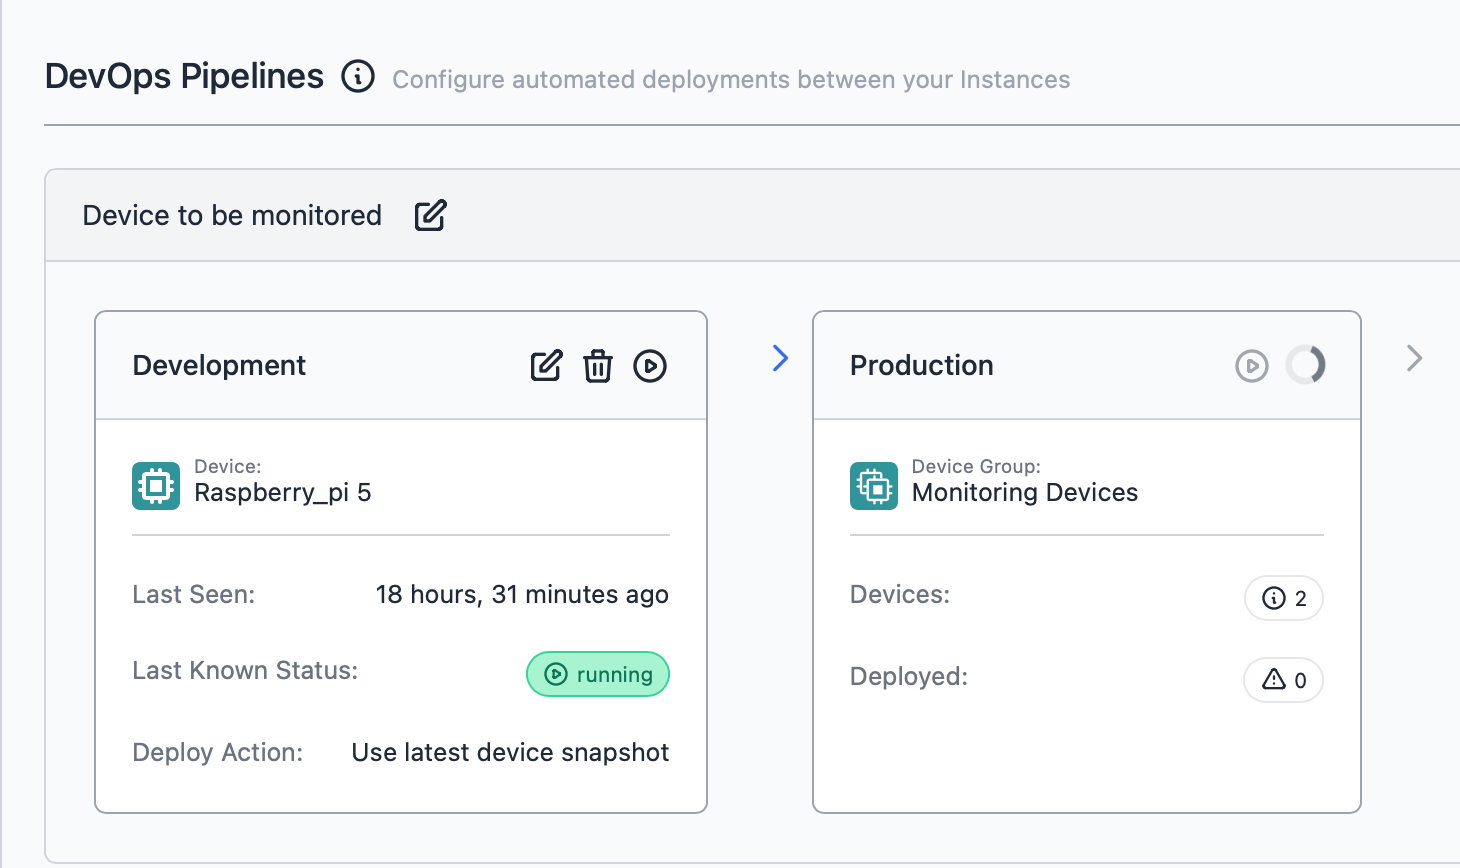 DevOps Pipelines Configure automated deployments between your Instances
Device to be monitored
Development
Device:
Raspberry_pi 5
Last Seen: 18 hours, 31 minutes ago
Last Known Status: running
Deploy Action: Use latest device snapshot
Production
Device Group:
Monitoring Devices
Devices: 2
Deployed: 0